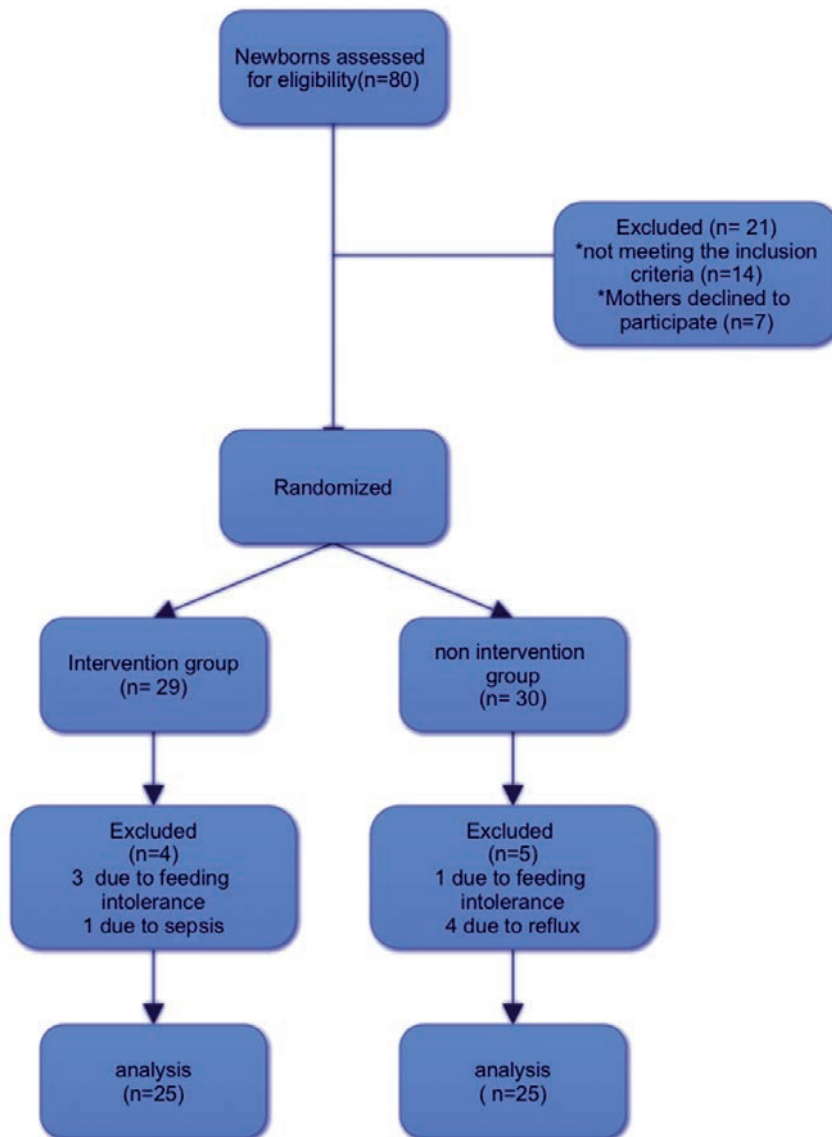 Newborns assessed
for eligibility(n=80)
Excluded (n= 21)
*not meeting the inclusion
criteria (n=14)
*Mothers declined to
participate (n=7)
Randomized
Intervention group
(n= 29)
non intervention
group
(n= 30)
Excluded
(n=4)
3  due to feeding
intolerance
1 due to sepsis
Excluded
(n=5)
1 due to feeding
intolerance
4 due to reflux
analysis
(n=25)
analysis
( n=25)